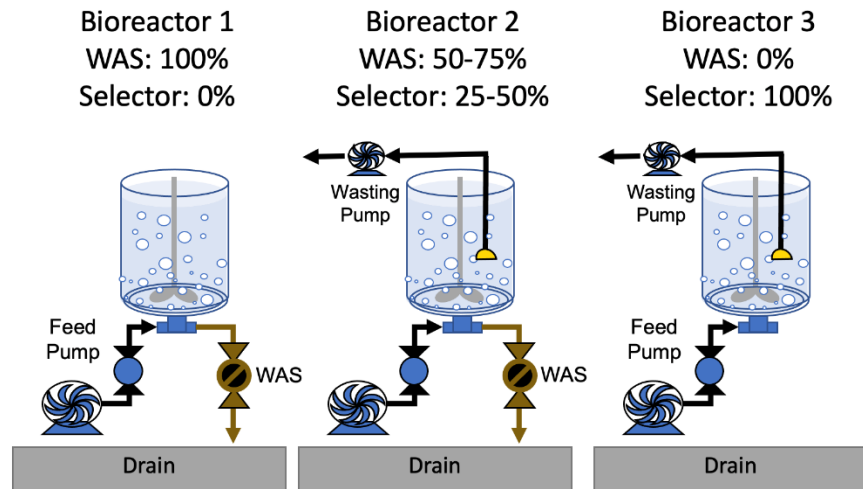 Bioreactor 1
WAS: 100%
Selector: 0%
Bioreactor 2
WAS: 50-75%
Selector: 25-50%
Bioreactor 3
WAS: 0%
Selector: 100%
Wasting
Pump
Wasting
Pump
Feed
Pump
WAS
WAS
Feed
Pump
Drain
Drain
Drain